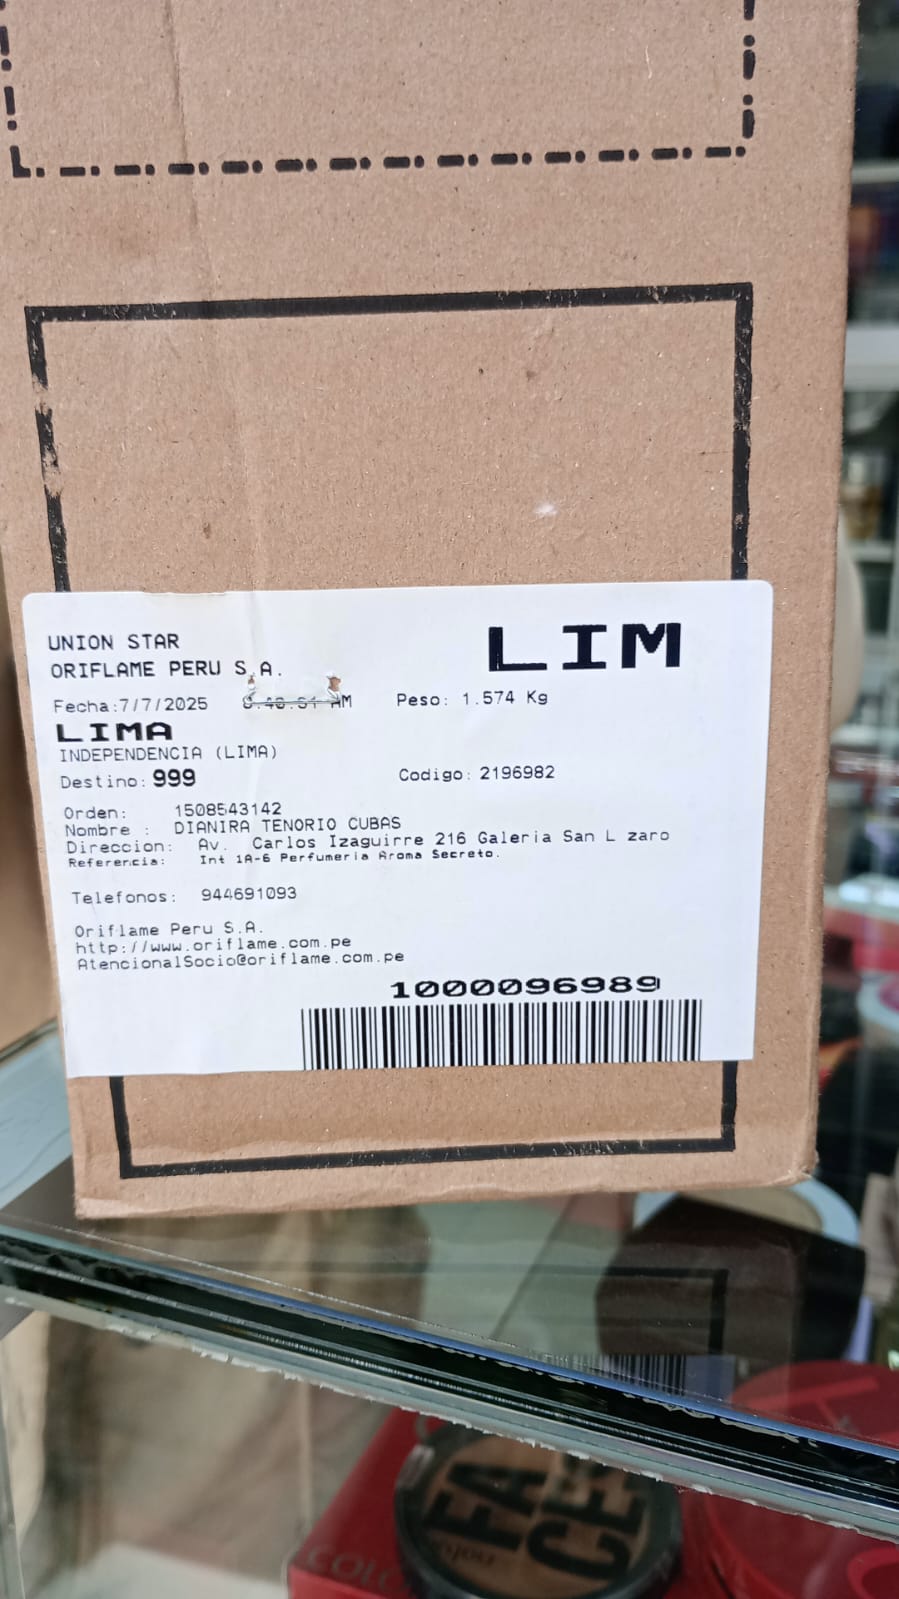 UNION STAR
LIM
ORIFLAME PERU S.A.
Fecha:7/7/2025 Peso: 1.574 Kg
LIMA
INDEPENDENCIA (LIMA)
Destino: 999 Codigo: 2196982
Orden: 1508543142
Nombre : DIANIRA TENORIO CUBAS
Direccion: Av. Carlos Izaguirre 216 Galeria San L zaro
Referencia: Int 1A-6 Perfumeria Aroma Secreto.
Telefonos: 944691093
Oriflame Peru S.A.
http://www.oriflame.com.pe
AtencionalSocio@oriflame.com.pe
1000096989
FA
CE